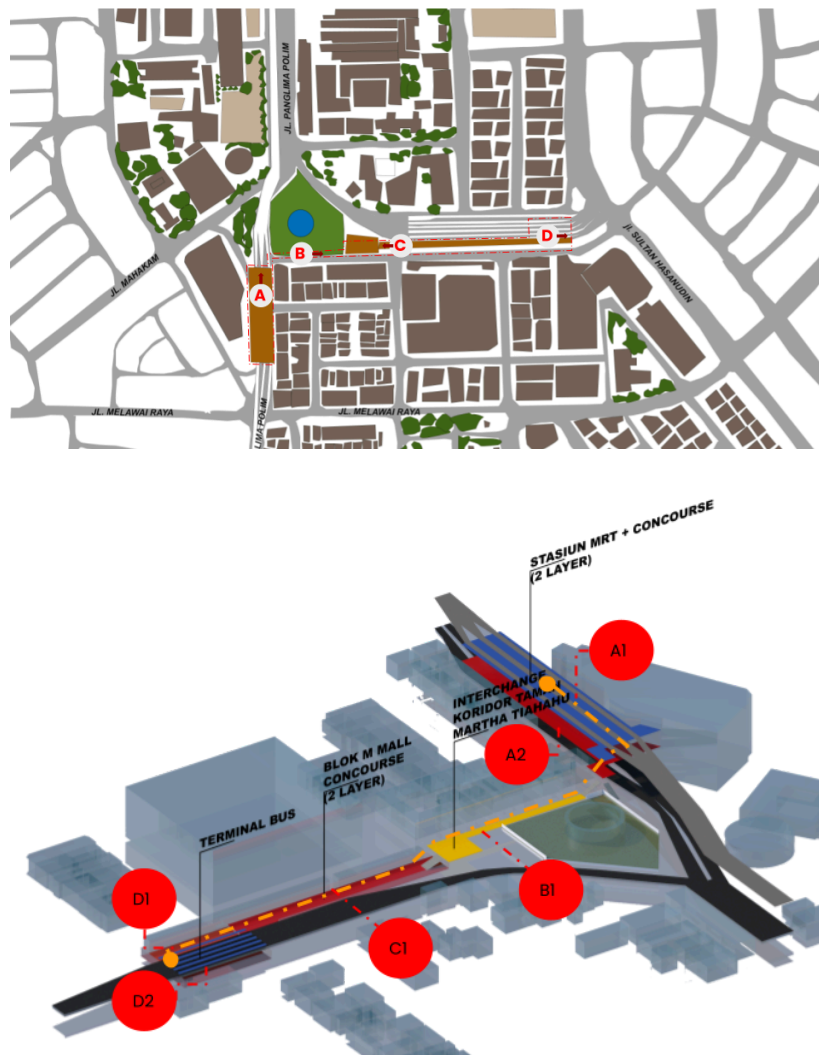 JL. PANGLIMA POLIM
D
C
B
jl. SULTAN HASANUDIN
JL. MAHAKAM
A
JL. MELAWAI RAYA
JL. MELAWAI RAYA
LIMA POLIM
STASIUN MRT + CONCOURSE
(2 LAYER)
A1
INTERCHANGE
KORIDOR TAMAN
MARTHA TIAHAHU
A2
BLOK M MALL
CONCOURSE
(2 LAYER)
TERMINAL BUS
B1
D1
C1
D2